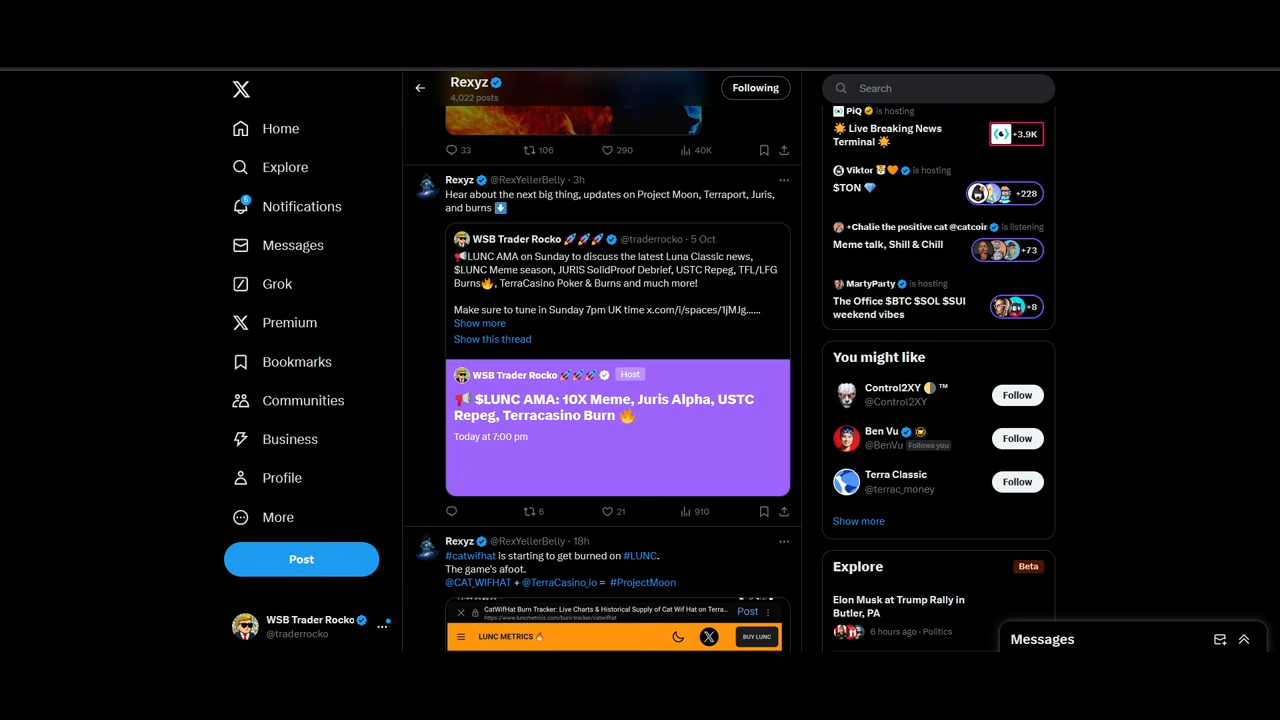 Home
Explore
5
Notifications
Messages
Grok
Premium
Bookmarks
Communities
Business
Profile
More
Post
WSB Trader Rocko
@traderrocko
Rexyz
4,022 posts
Following
33 106 290 40K
Rexyz @RexYellerBelly · 3h
Hear about the next big thing, updates on Project Moon, Terraport, Juris,
and burns
WSB Trader Rocko 🚀🚀🚀 @traderrocko · 5 Oct
📢LUNC AMA on Sunday to discuss the latest Luna Classic news,
$LUNC Meme season, JURIS SolidProof Debrief, USTC Repeg, TFL/LFG
Burns🔥, TerraCasino Poker & Burns and much more!
Make sure to tune in Sunday 7pm UK time x.com/i/spaces/1jMJg……
Show more
Show this thread
WSB Trader Rocko 🚀🚀🚀 Host
📢 $LUNC AMA: 10X Meme, Juris Alpha, USTC
Repeg, Terracasino Burn 🔥
Today at 7:00 pm
6 21 910
Rexyz @RexYellerBelly · 18h
#catwifhat is starting to get burned on #LUNC.
The game's afoot.
@CAT_WIFHAT + @TerraCasino_io = #ProjectMoon
CatWifHat Burn Tracker: Live Charts & Historical Supply of Cat Wif Hat on Terra...
https://www.luncmetrics.com/burn-tracker/catwifhat
Post
LUNC METRICS 🔥
BUY LUNC
Search
PiQ is hosting
☀️ Live Breaking News
Terminal ☀️
+3.9K
Viktor 🐹🧡 is hosting
$TON 💎
+228
+Chalie the positive cat @catcoin is listening
Meme talk, Shill & Chill
+73
MartyParty is hosting
The Office $BTC $SOL $SUI
weekend vibes
+8
You might like
Control2XY 🌗 ™
@Control2XY
Follow
Ben Vu
@BenVu Follows you
Follow
Terra Classic
@terrac_money
Follow
Show more
Explore
Beta
Elon Musk at Trump Rally in
Butler, PA
6 hours ago · Politics
Messages